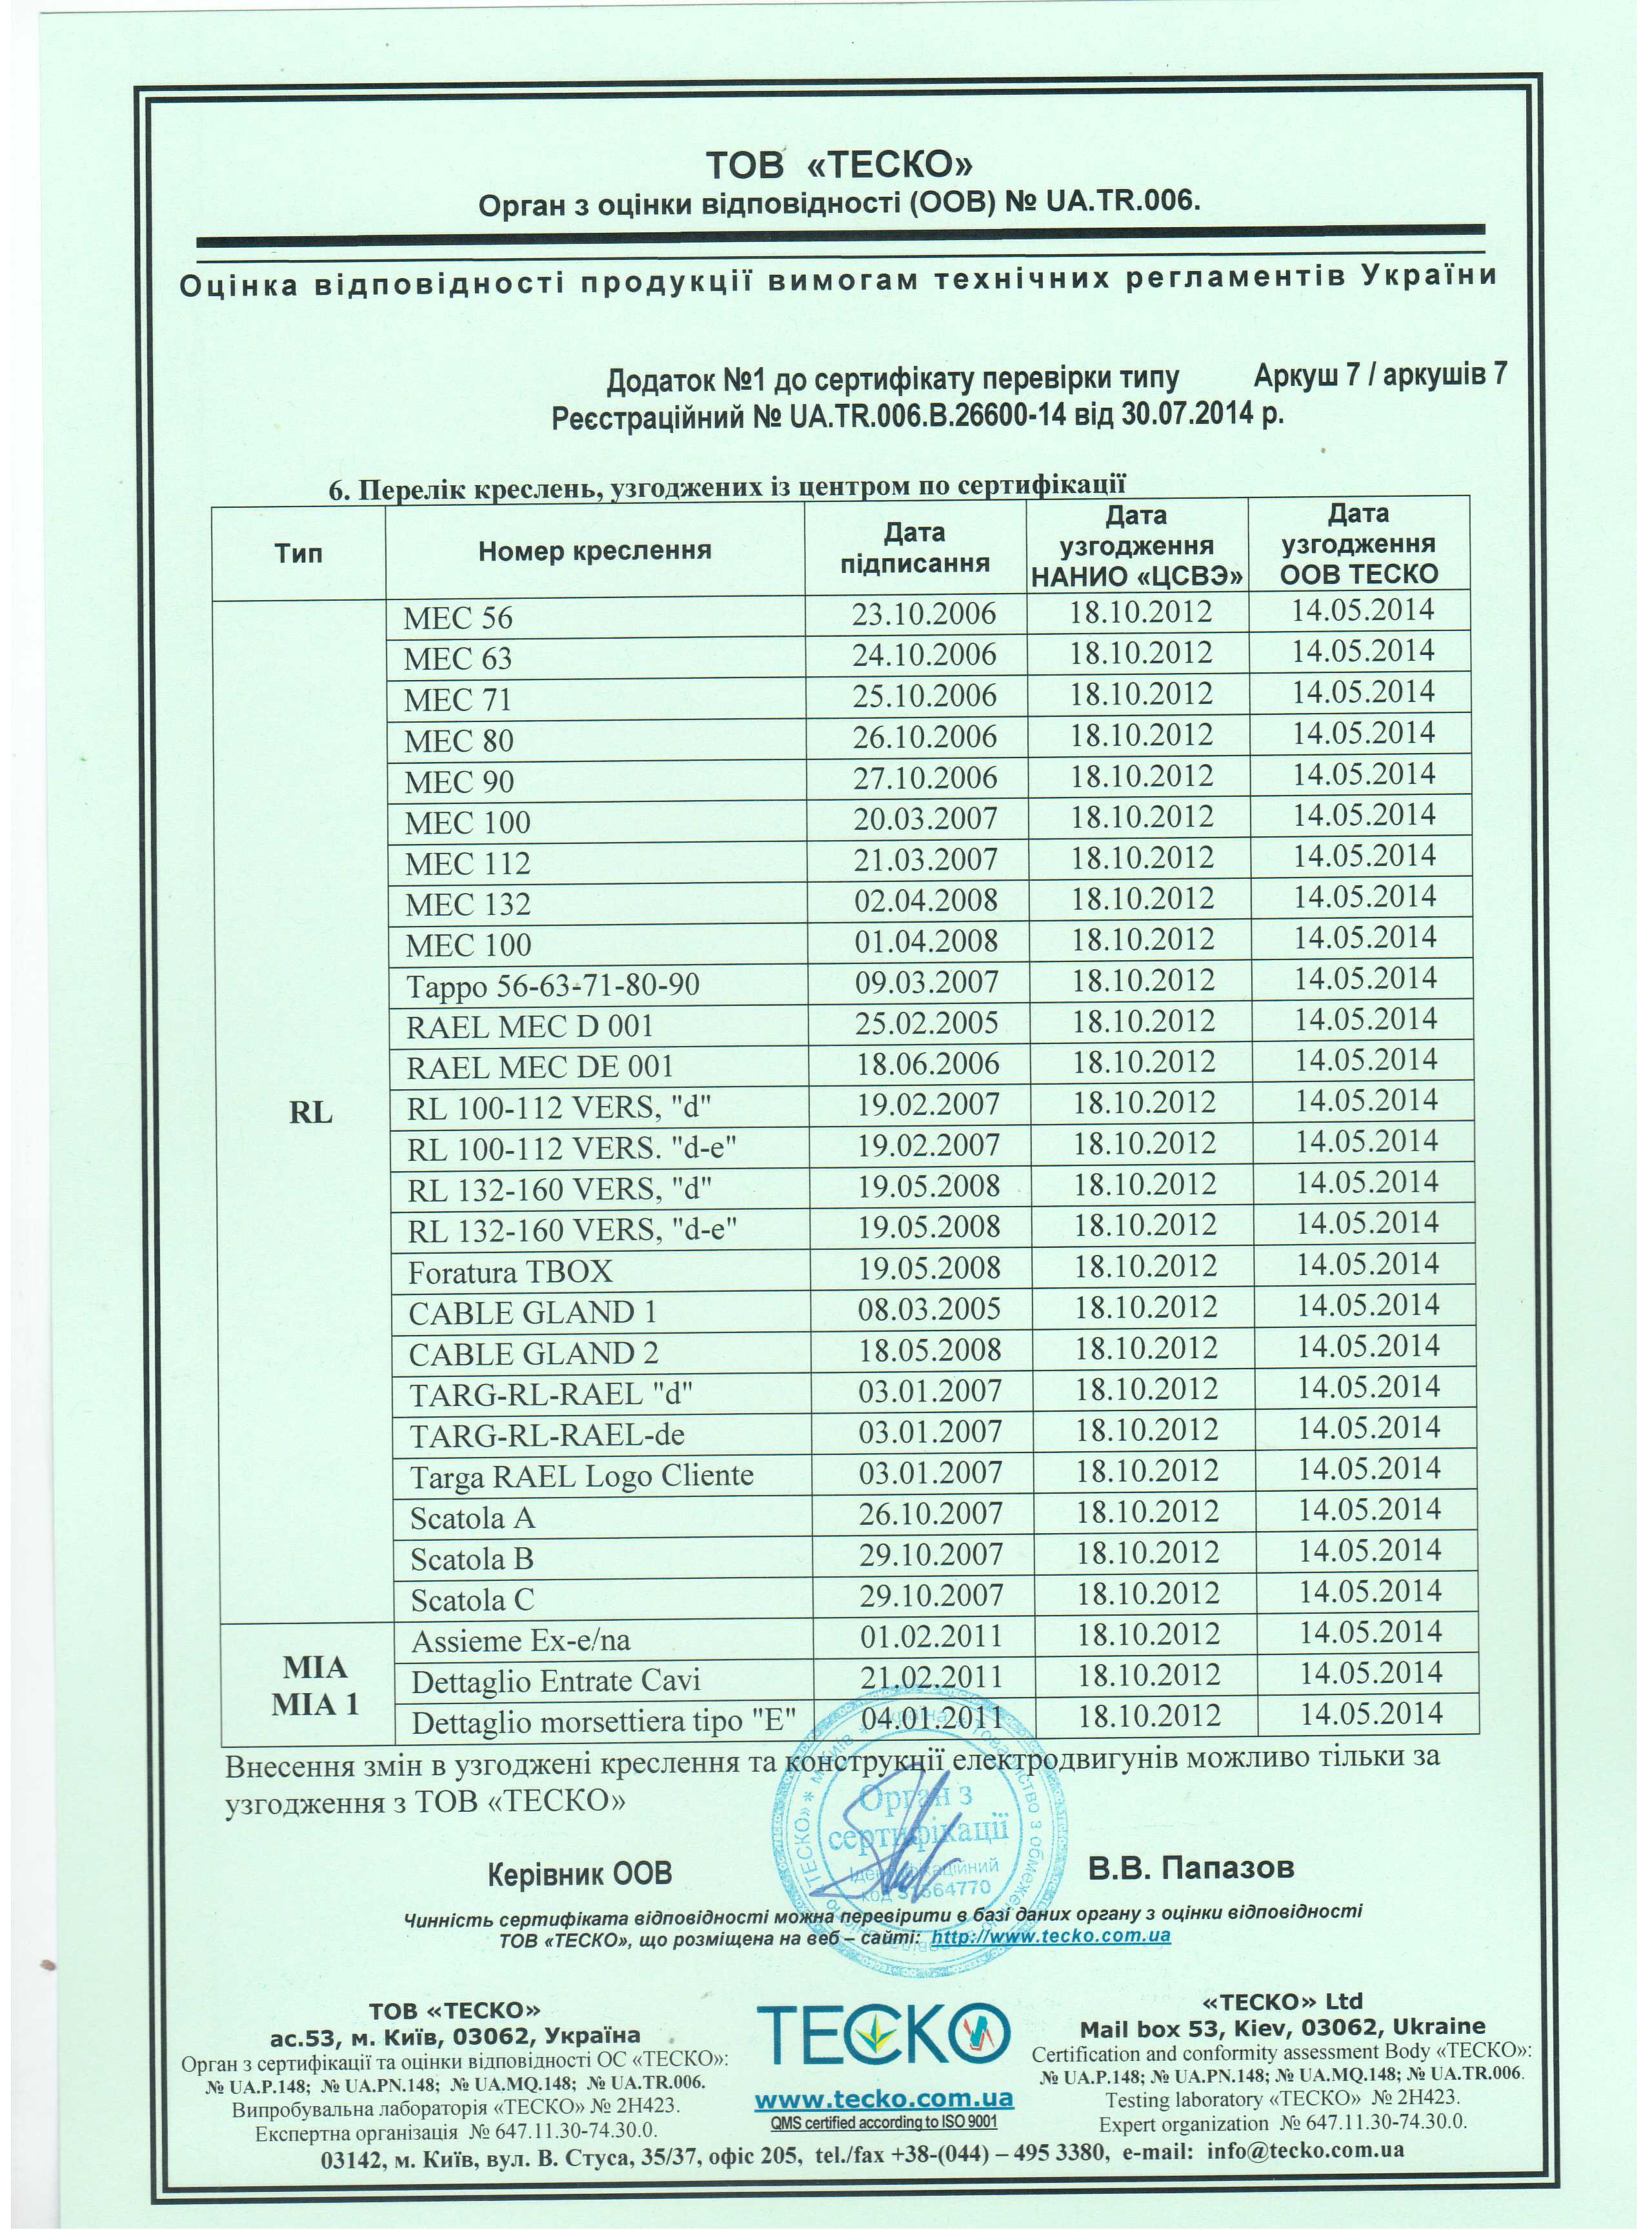 ТОВ «ТЕСКО»
Орган з оцінки відповідності (ООВ) № UA.TR.006.
Оцінка відповідності продукції вимогам технічних регламентів України
Додаток №1 до сертифікату перевірки типу Аркуш 7 / аркушів 7
Реєстраційний № UA.TR.006.В.26600-14 від 30.07.2014 р.
6. Перелік креслень, узгоджених із центром по сертифікації
Тип Номер креслення Дата підписання Дата узгодження НАНИО «ЦСВЭ» Дата узгодження ООВ ТЕСКО
RL
MEC 56 23.10.2006 18.10.2012 14.05.2014
MEC 63 24.10.2006 18.10.2012 14.05.2014
MEC 71 25.10.2006 18.10.2012 14.05.2014
MEC 80 26.10.2006 18.10.2012 14.05.2014
MEC 90 27.10.2006 18.10.2012 14.05.2014
MEC 100 20.03.2007 18.10.2012 14.05.2014
MEC 112 21.03.2007 18.10.2012 14.05.2014
MEC 132 02.04.2008 18.10.2012 14.05.2014
MEC 100 01.04.2008 18.10.2012 14.05.2014
Tappo 56-63-71-80-90 09.03.2007 18.10.2012 14.05.2014
RAEL MEC D 001 25.02.2005 18.10.2012 14.05.2014
RAEL MEC DE 001 18.06.2006 18.10.2012 14.05.2014
RL 100-112 VERS, "d" 19.02.2007 18.10.2012 14.05.2014
RL 100-112 VERS. "d-e" 19.02.2007 18.10.2012 14.05.2014
RL 132-160 VERS, "d" 19.05.2008 18.10.2012 14.05.2014
RL 132-160 VERS, "d-e" 19.05.2008 18.10.2012 14.05.2014
Foratura TBOX 19.05.2008 18.10.2012 14.05.2014
CABLE GLAND 1 08.03.2005 18.10.2012 14.05.2014
CABLE GLAND 2 18.05.2008 18.10.2012 14.05.2014
TARG-RL-RAEL "d" 03.01.2007 18.10.2012 14.05.2014
TARG-RL-RAEL-de 03.01.2007 18.10.2012 14.05.2014
Targa RAEL Logo Cliente 03.01.2007 18.10.2012 14.05.2014
Scatola A 26.10.2007 18.10.2012 14.05.2014
Scatola B 29.10.2007 18.10.2012 14.05.2014
Scatola C 29.10.2007 18.10.2012 14.05.2014
MIA
MIA 1
Assieme Ex-e/na 01.02.2011 18.10.2012 14.05.2014
Dettaglio Entrate Cavi 21.02.2011 18.10.2012 14.05.2014
Dettaglio morsettiera tipo "E" 04.01.2011 18.10.2012 14.05.2014
Внесення змін в узгоджені креслення та конструкції електродвигунів можливо тільки за
узгодження з ТОВ «ТЕСКО»
Орган з
сертифікації
Ідентифікаційний
код 31564770
Керівник ООВ В.В. Папазов
Чинність сертифіката відповідності можна перевірити в базі даних органу з оцінки відповідності
ТОВ «ТЕСКО», що розміщена на веб – сайті: http://www.tecko.com.ua
ТОВ «ТЕСКО»
ас.53, м. Київ, 03062, Україна
Орган з сертифікації та оцінки відповідності ОС «ТЕСКО»:
№ UA.P.148; № UA.PN.148; № UA.MQ.148; № UA.TR.006.
Випробувальна лабораторія «ТЕСКО» № 2H423.
Експертна організація № 647.11.30-74.30.0.
ТЕСКО
www.tecko.com.ua
QMS certified according to ISO 9001
«TECKO» Ltd
Mail box 53, Kiev, 03062, Ukraine
Certification and conformity assessment Body «TECKO»:
№ UA.P.148; № UA.PN.148; № UA.MQ.148; № UA.TR.006.
Testing laboratory «TECKO» № 2H423.
Expert organization № 647.11.30-74.30.0.
03142, м. Київ, вул. В. Стуса, 35/37, офіс 205, tel./fax +38-(044) – 495 3380, e-mail: info@tecko.com.ua